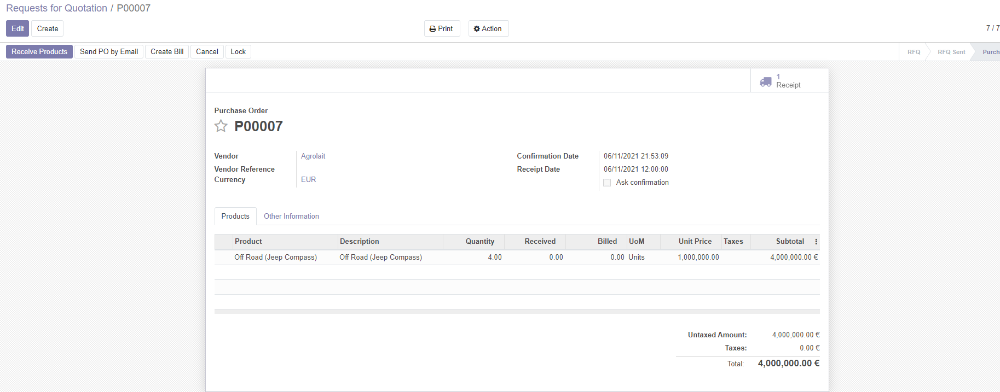 Requests for Quotation / P00007
Edit Create Print Action 7 / 7
Receive Products Send PO by Email Create Bill Cancel Lock RFQ RFQ Sent Purch
1
Receipt
Purchase Order
P00007
Vendor Agrolait Confirmation Date 06/11/2021 21:53:09
Vendor Reference Receipt Date 06/11/2021 12:00:00
Currency EUR Ask confirmation
Products Other Information
Product Description Quantity Received Billed UoM Unit Price Taxes Subtotal
Off Road (Jeep Compass) Off Road (Jeep Compass) 4.00 0.00 0.00 Units 1,000,000.00 4,000,000.00 €
Untaxed Amount: 4,000,000.00 €
Taxes: 0.00 €
Total: 4,000,000.00 €